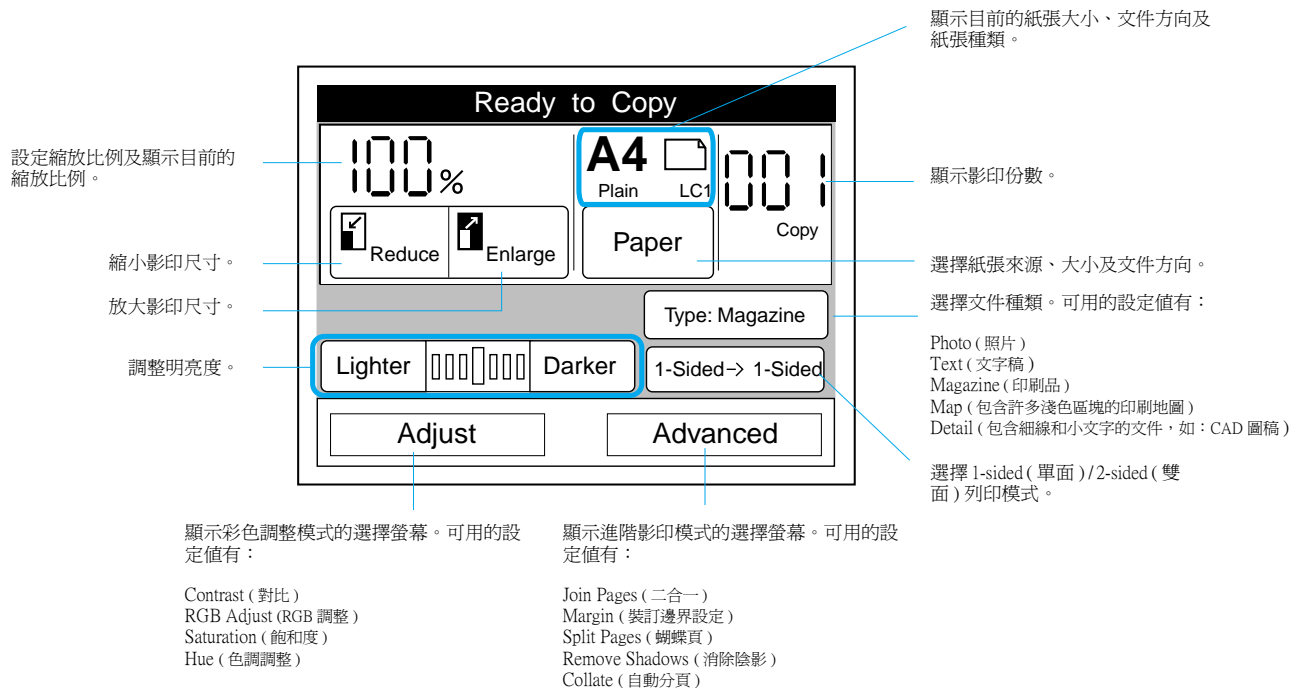 顯示目前的紙張大小、文件方向及
紙張種類。
Ready to Copy
設定縮放比例及顯示目前的
縮放比例。
100%
A4
Plain LC1
001
Copy
顯示影印份數。
Reduce
Enlarge
Paper
縮小影印尺寸。
放大影印尺寸。
選擇紙張來源、大小及文件方向。
選擇文件種類。可用的設定值有：
Photo ( 照片 )
Text ( 文字稿 )
Magazine ( 印刷品 )
Map ( 包含許多淺色區塊的印刷地圖 )
Detail ( 包含細線和小文字的文件，如：CAD 圖稿 )
Type: Magazine
調整明亮度。
Lighter
Darker
1-Sided-> 1-Sided
選擇 1-sided ( 單面 )/2-sided ( 雙
面 ) 列印模式。
Adjust
Advanced
顯示彩色調整模式的選擇螢幕。可用的設
定值有：
Contrast ( 對比 )
RGB Adjust (RGB 調整 )
Saturation ( 飽和度 )
Hue ( 色調調整 )
顯示進階影印模式的選擇螢幕。可用的設
定值有：
Join Pages ( 二合一 )
Margin ( 裝訂邊界設定 )
Split Pages ( 蝴蝶頁 )
Remove Shadows ( 消除陰影 )
Collate ( 自動分頁 )